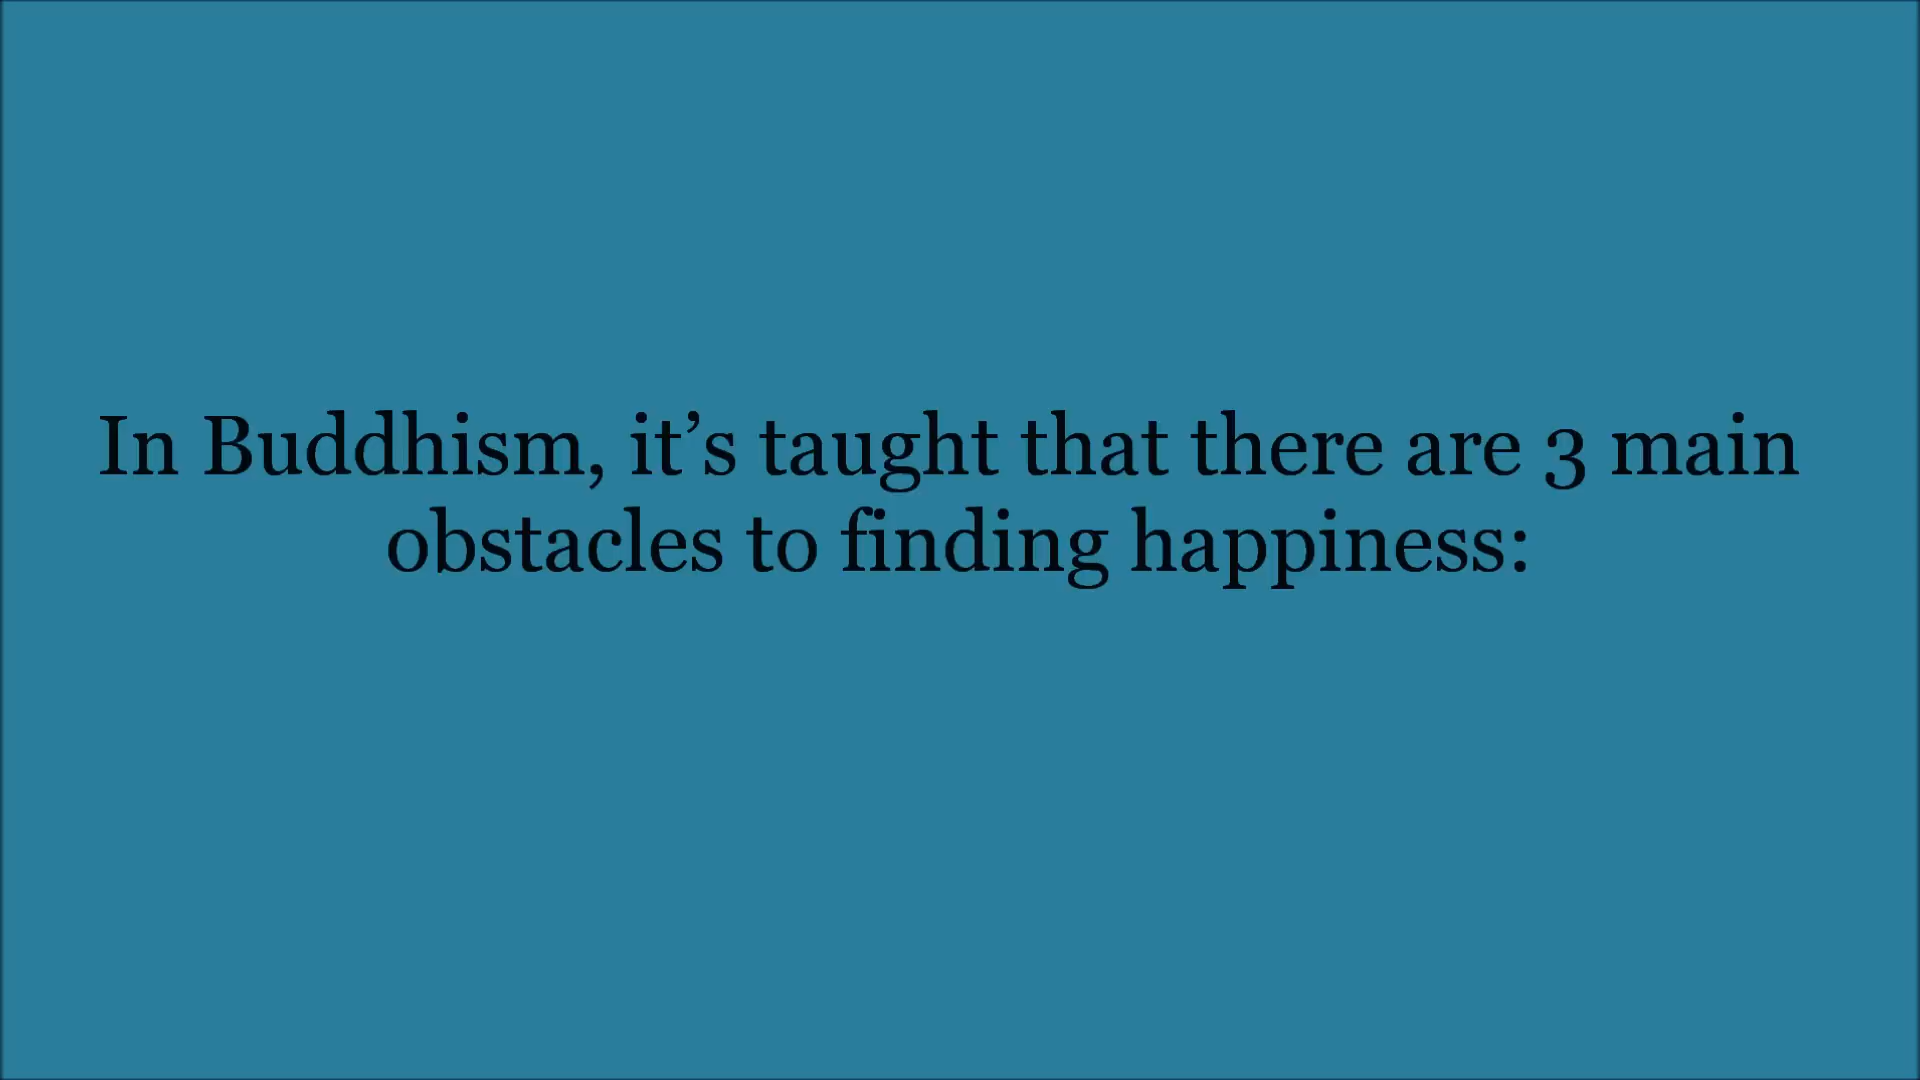 In Buddhism, it’s taught that there are 3 main
obstacles to finding happiness: